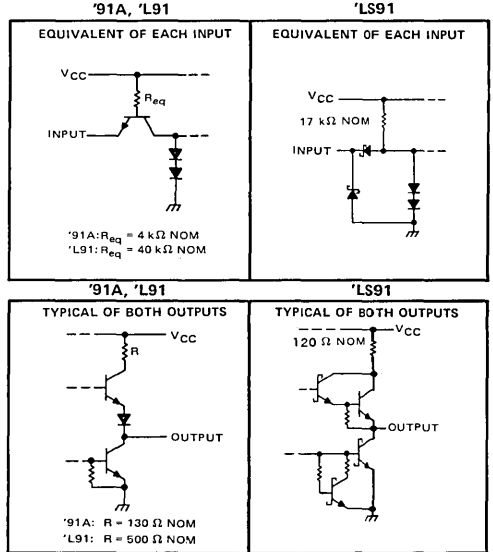 '91A, 'L91
EQUIVALENT OF EACH INPUT
VCC
Req
INPUT
'91A: Req = 4 kΩ NOM
'L91: Req = 40 kΩ NOM
'LS91
EQUIVALENT OF EACH INPUT
VCC
17 kΩ NOM
INPUT
'91A, 'L91
TYPICAL OF BOTH OUTPUTS
VCC
R
OUTPUT
'91A: R = 130 Ω NOM
'L91: R = 500 Ω NOM
'LS91
TYPICAL OF BOTH OUTPUTS
VCC
120 Ω NOM
OUTPUT